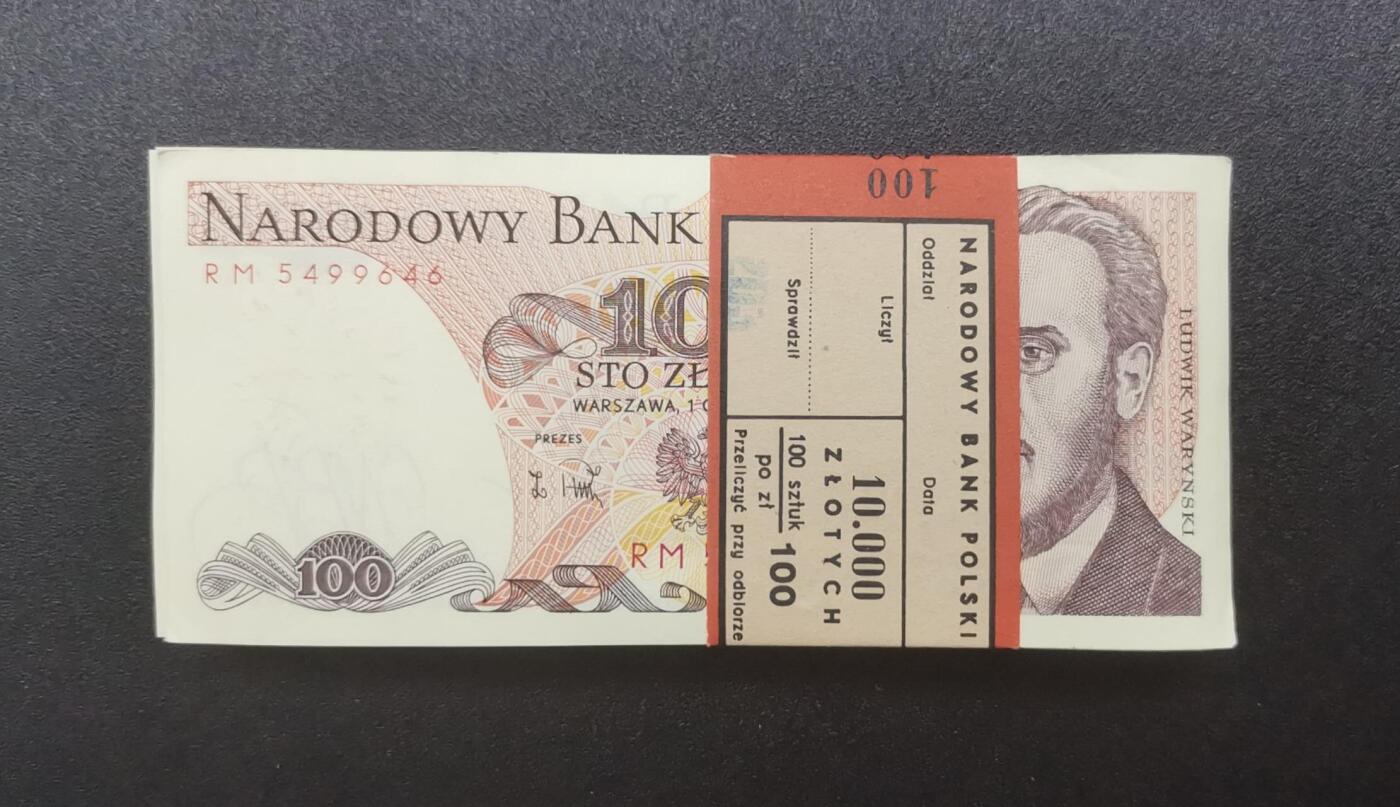 NARODOWY BANK
RM 5499646
10
STO ZŁ
WARSZAWA, 1
PREZES
RM
100
LUDWIK WARYŃSKI
100
NARODOWY BANK POLSKI
Oddział Data
Liczył
Sprawdził
10.000
ZŁOTYCH
100 sztuk
po zł 100
Przeliczyć przy odbiorze